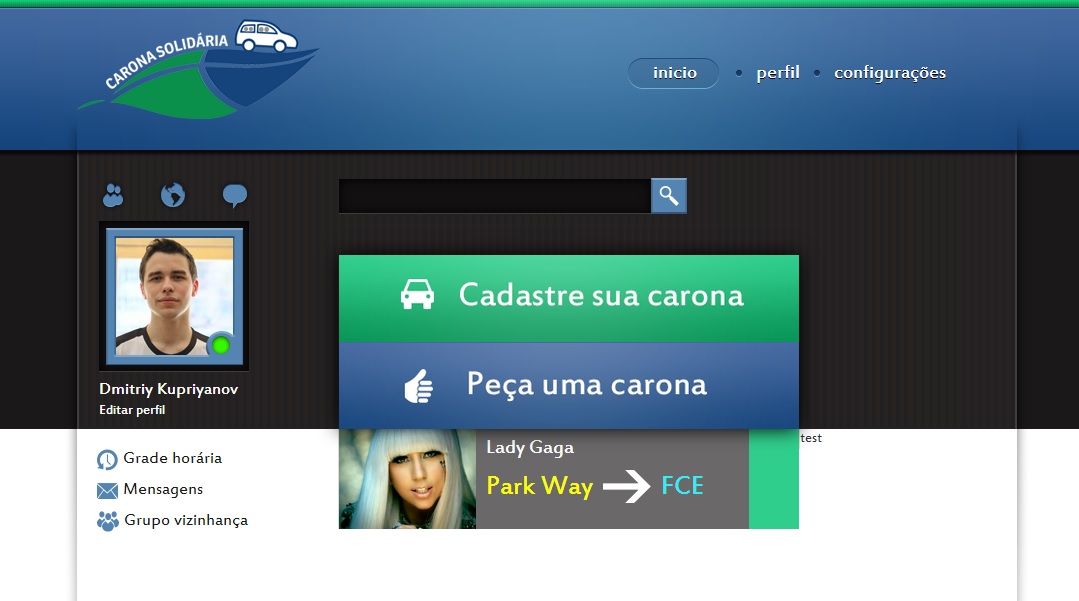 CARONA SOLIDÁRIA
inicio • perfil • configurações
Cadastre sua carona
Peça uma carona
Dmitriy Kupriyanov
Editar perfil
Lady Gaga
Park Way FCE
test
Grade horária
Mensagens
Grupo vizinhança